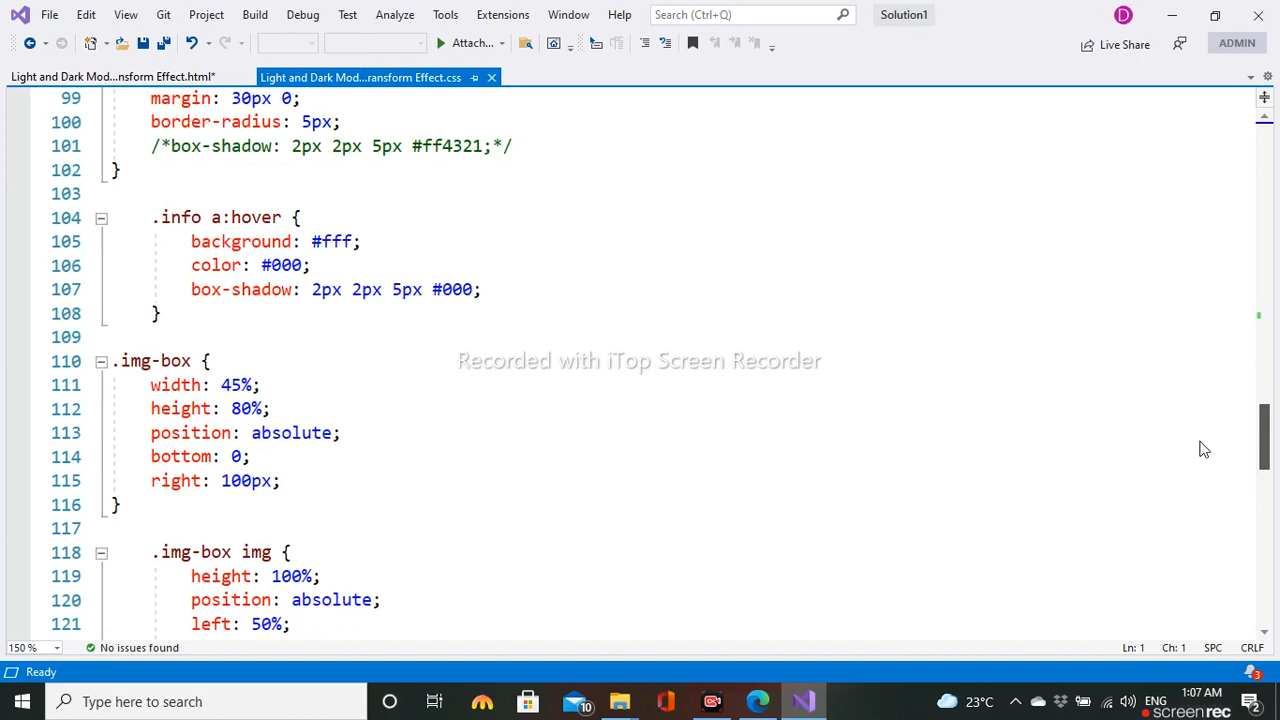 File Edit View Git Project Build Debug Test Analyze Tools Extensions Window Help Search (Ctrl+Q) Solution1 D
Attach... Live Share ADMIN
Light and Dark Mod...nsform Effect.html* Light and Dark Mod...ransform Effect.css
99 margin: 30px 0;
100 border-radius: 5px;
101 /*box-shadow: 2px 2px 5px #ff4321;*/
102 }
103
104 .info a:hover {
105 background: #fff;
106 color: #000;
107 box-shadow: 2px 2px 5px #000;
108 }
109
110 .img-box {
111 width: 45%;
112 height: 80%;
113 position: absolute;
114 bottom: 0;
115 right: 100px;
116 }
117
118 .img-box img {
119 height: 100%;
120 position: absolute;
121 left: 50%;
Recorded with iTop Screen Recorder
150 % No issues found Ln: 1 Ch: 1 SPC CRLF
Ready 3
Type here to search 10 23°C ENG 1:07 AM 2
screenrec